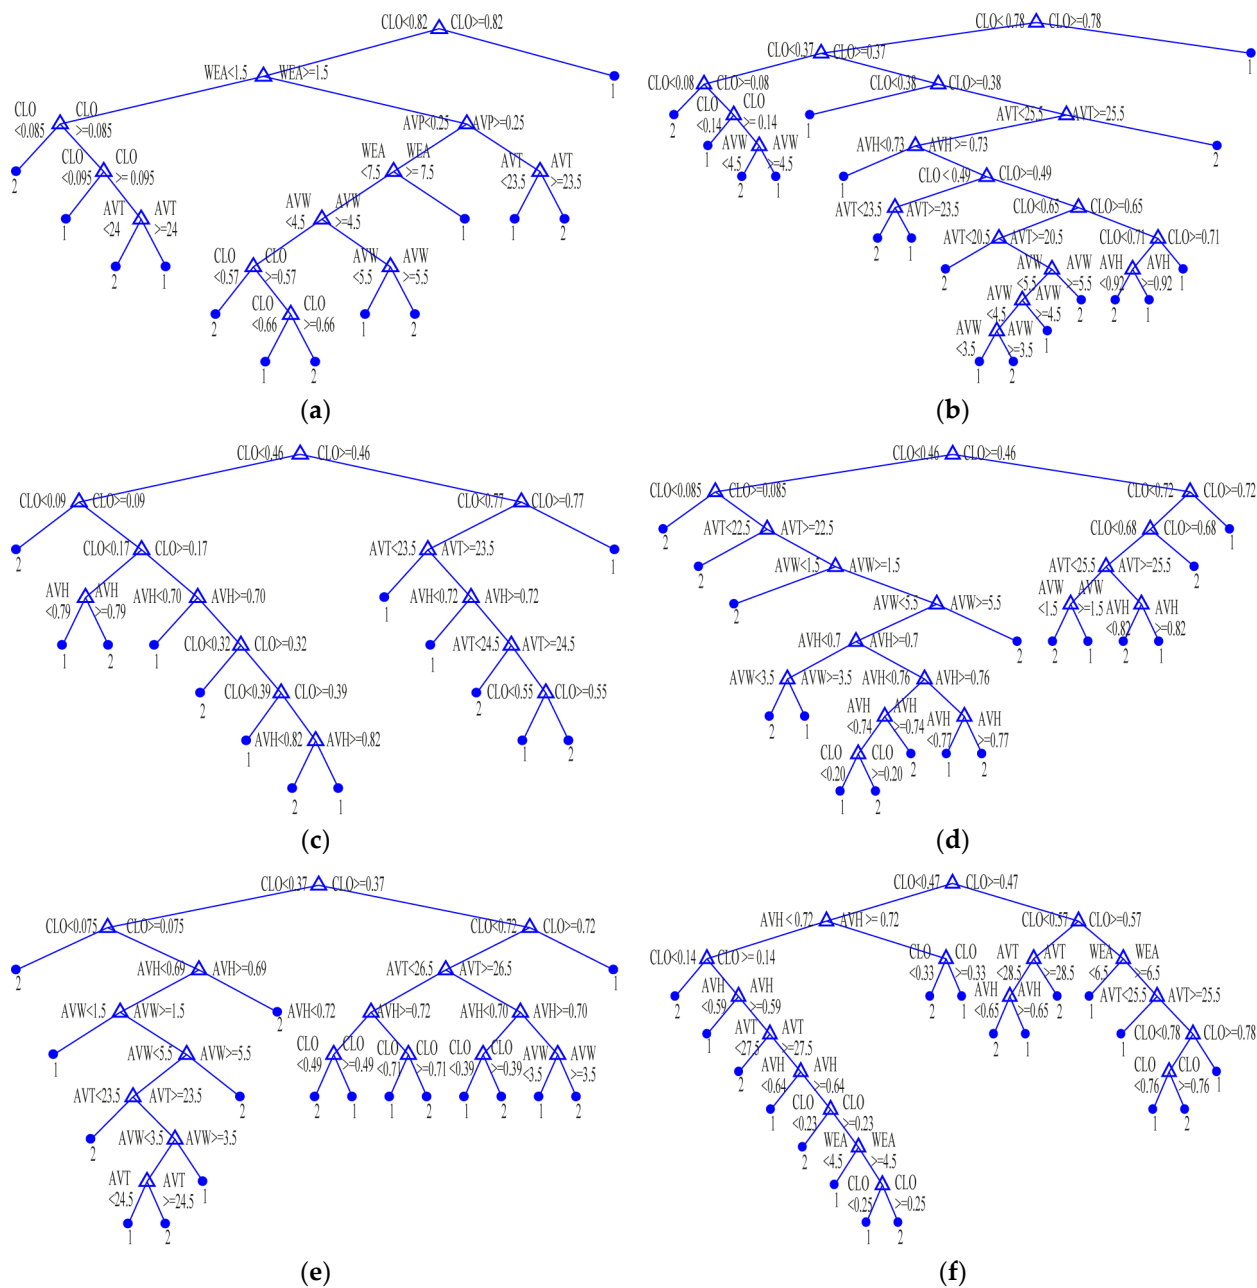 CLO<0.82 CLO>=0.82
WEA<1.5 WEA>=1.5
1
CLO CLO
<0.085 >=0.085
AVP<0.25 AVP>=0.25
2
CLO CLO
<0.095 >= 0.095
WEA WEA
<7.5 >= 7.5
AVT AVT
<23.5 >=23.5
1
AVT AVT
<24 >=24
AVW AVW
<4.5 >=4.5
1
1 2
2 1
CLO CLO
<0.57 >=0.57
AVW AVW
<5.5 >=5.5
2
CLO CLO
<0.66 >=0.66
1 2
1 2
(a)
CLO< 0.78 CLO>=0.78
CLO<0.37 CLO>=0.37
1
CLO<0.08 CLO>=0.08
CLO<0.38 CLO>=0.38
2
CLO CLO
<0.14 >= 0.14
1
AVT<25.5 AVT>=25.5
1
AVW AVW
<4.5 >=4.5
AVH<0.73 AVH >= 0.73
2
2 1
1
CLO< 0.49 CLO>=0.49
AVT<23.5 AVT>=23.5
CLO<0.65 CLO>=0.65
2 1
AVT<20.5 AVT>=20.5
CLO<0.71 CLO>=0.71
2
AVW AVW
<5.5 >=5.5
AVH AVH
<0.92 >=0.92
1
AVW AVW
<4.5 >=4.5
2
2 1
AVW AVW
<3.5 >=3.5
1
1 2
(b)
CLO<0.46 CLO>=0.46
CLO<0.09 CLO>=0.09
CLO<0.77 CLO>=0.77
2
CLO<0.17 CLO>=0.17
AVT<23.5 AVT>=23.5
1
AVH AVH
<0.79 >=0.79
AVH<0.70 AVH>=0.70
1
AVH<0.72 AVH>=0.72
1 2
1
CLO<0.32 CLO>=0.32
1
AVT<24.5 AVT>=24.5
2
CLO<0.39 CLO>=0.39
2
CLO<0.55 CLO>=0.55
1
AVH<0.82 AVH>=0.82
1 2
2 1
(c)
CLO<0.46 CLO>=0.46
CLO<0.085 CLO>=0.085
CLO<0.72 CLO>=0.72
2
AVT<22.5 AVT>=22.5
CLO<0.68 CLO>=0.68
1
2
AVW<1.5 AVW>=1.5
AVT<25.5 AVT>=25.5
2
2
AVW<5.5 AVW>=5.5
AVW AVW
<1.5 >=1.5
AVH AVH
<0.82 >=0.82
AVH<0.7 AVH>=0.7
2
2 1
2 1
AVW<3.5 AVW>=3.5
AVH<0.76 AVH>=0.76
2 1
AVH AVH
<0.74 >=0.74
AVH AVH
<0.77 >=0.77
CLO CLO
<0.20 >=0.20
2
1 2
1 2
(d)
CLO<0.37 CLO>=0.37
CLO<0.075 CLO>=0.075
CLO<0.72 CLO>=0.72
2
AVH<0.69 AVH>=0.69
AVT<26.5 AVT>=26.5
1
AVW<1.5 AVW>=1.5
2
AVH<0.72 AVH>=0.72
AVH<0.70 AVH>=0.70
1
AVW<5.5 AVW>=5.5
CLO CLO
<0.49 >=0.49
CLO CLO
<0.71 >=0.71
CLO CLO
<0.39 >=0.39
AVW AVW
<3.5 >=3.5
AVT<23.5 AVT>=23.5
2
2 1
1 2
2 1
1 2
2
AVW<3.5 AVW>=3.5
AVT AVT
<24.5 >=24.5
1
1 2
(e)
CLO<0.47 CLO>=0.47
AVH < 0.72 AVH >= 0.72
CLO<0.57 CLO>=0.57
CLO<0.14 CLO >= 0.14
CLO CLO
<0.33 >=0.33
AVT AVT
<28.5 >=28.5
WEA WEA
<6.5 >=6.5
2
AVH AVH
<0.59 >=0.59
2 1
AVH AVH
<0.65 >=0.65
2
1
AVT<25.5 AVT>=25.5
1
AVT AVT
<27.5 >=27.5
2 1
1
CLO<0.78 CLO>=0.78
2
AVH AVH
<0.64 >=0.64
CLO CLO
<0.76 >=0.76
1
1
CLO CLO
<0.23 >=0.23
1 2
2
WEA WEA
<4.5 >=4.5
1
CLO CLO
<0.25 >=0.25
1 2
(f)